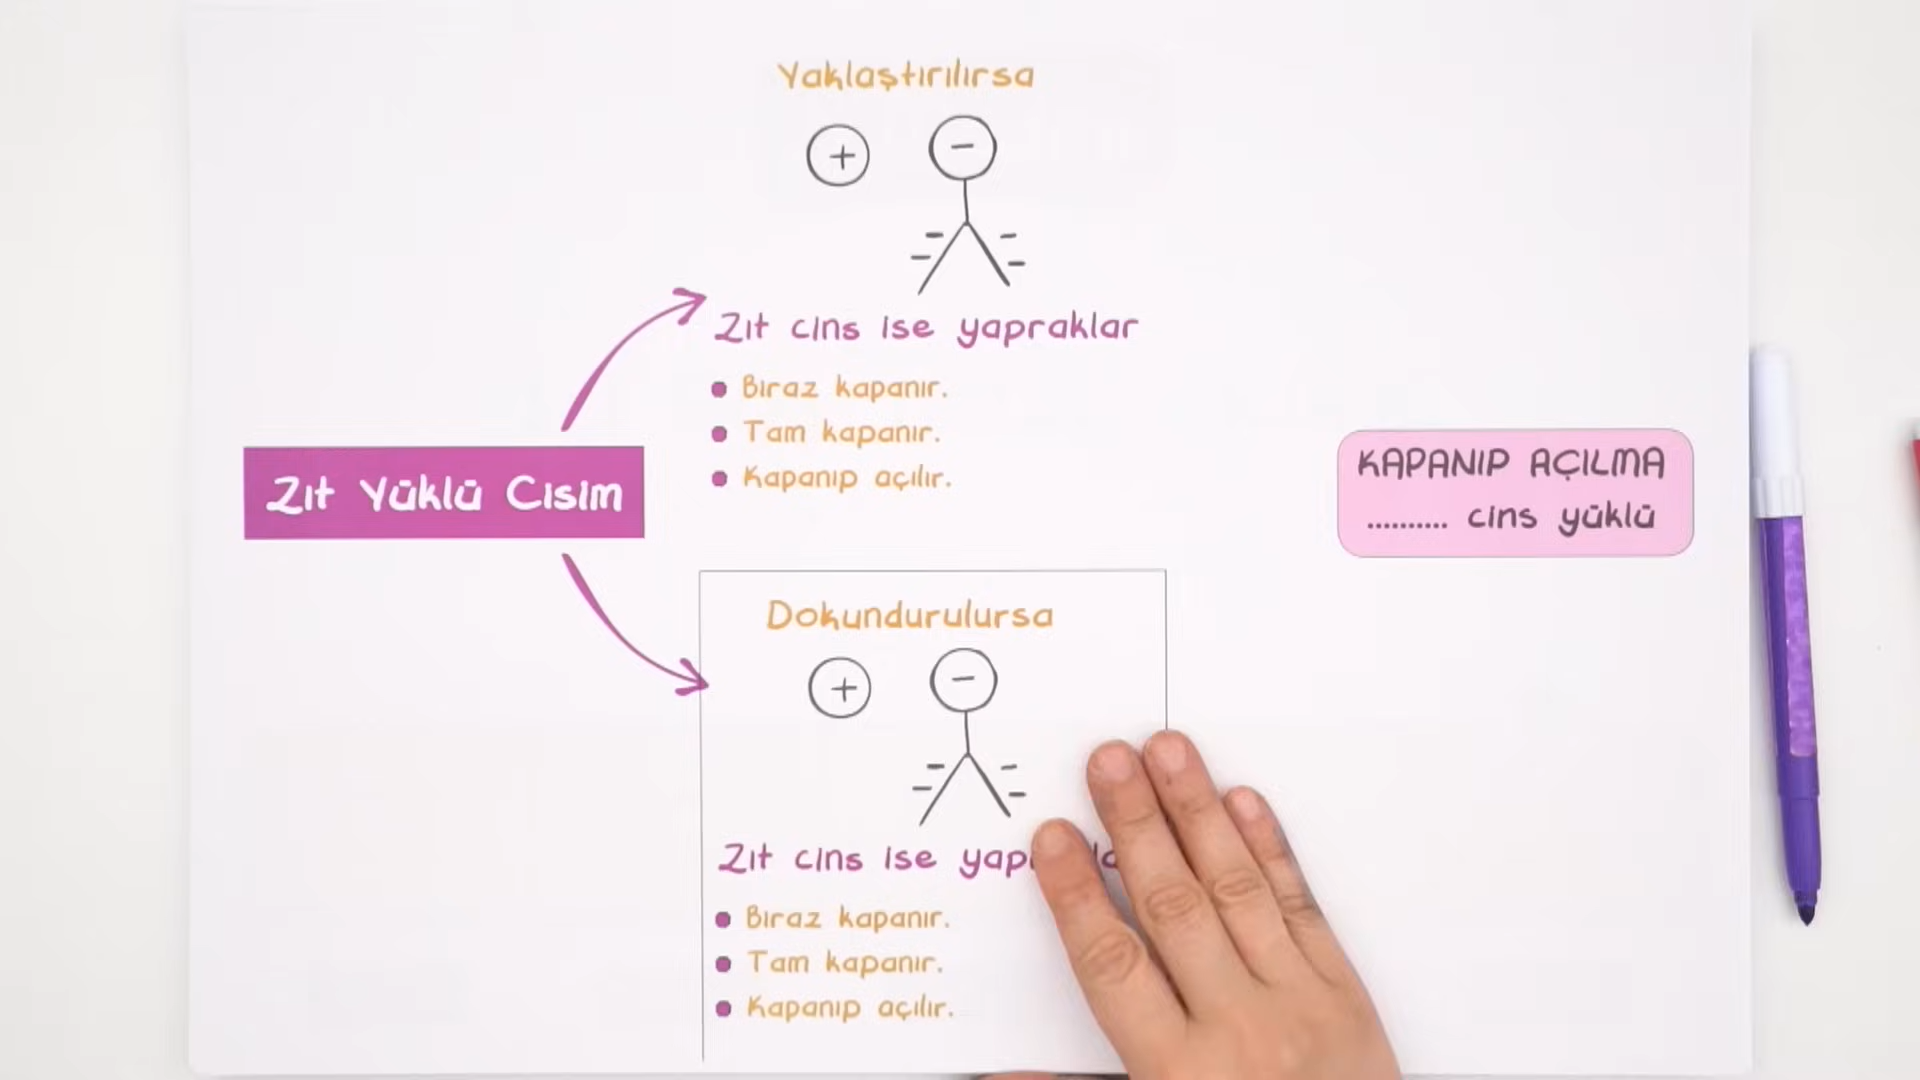 Yaklaştırılırsa
+ -
- -
- -
Zıt cins ise yapraklar
Biraz kapanır.
Tam kapanır.
Kapanıp açılır.
Zıt Yüklü Cisim
KAPANIP AÇILMA
.......... cins yüklü
Dokundurulursa
+ -
- -
- -
Zıt cins ise
Biraz kapanır.
Tam kapanır.
Kapanıp açılır.